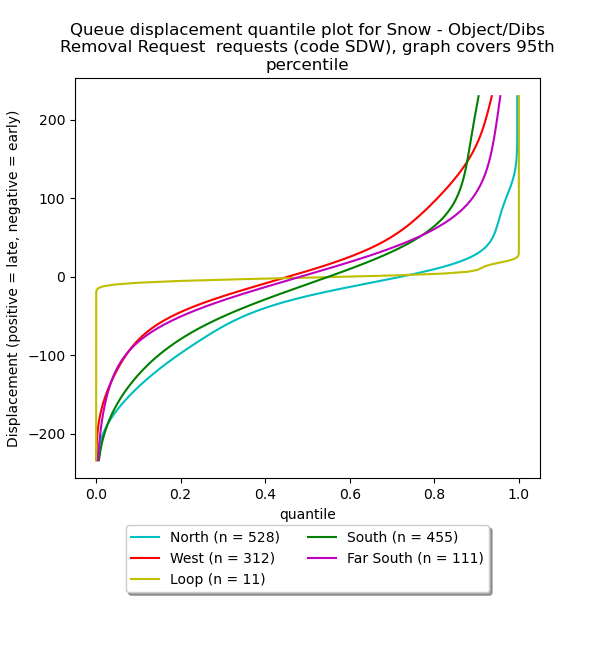 Queue displacement quantile plot for Snow - Object/Dibs
Removal Request  requests (code SDW), graph covers 95th
percentile
Displacement (positive = late, negative = early)
200
100
0
−100
−200
0.0 0.2 0.4 0.6 0.8 1.0
quantile
North (n = 528) South (n = 455)
West (n = 312) Far South (n = 111)
Loop (n = 11)